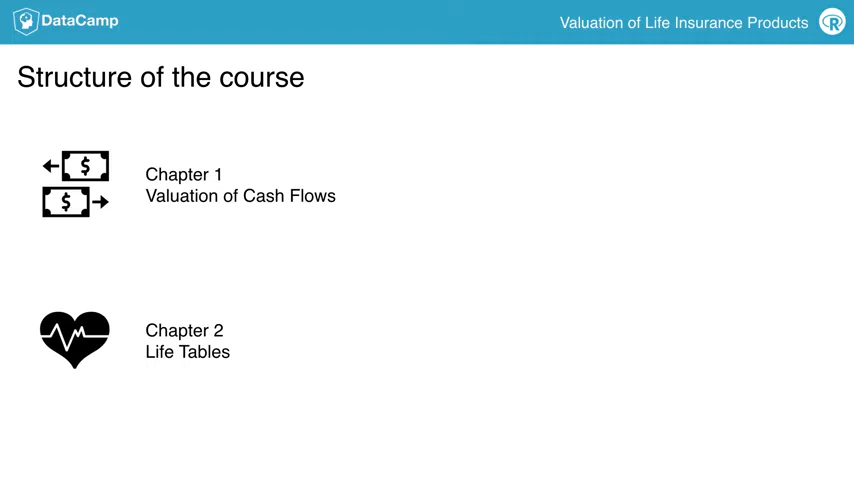 DataCamp
Valuation of Life Insurance Products
R
Structure of the course
$
$
Chapter 1
Valuation of Cash Flows
Chapter 2
Life Tables